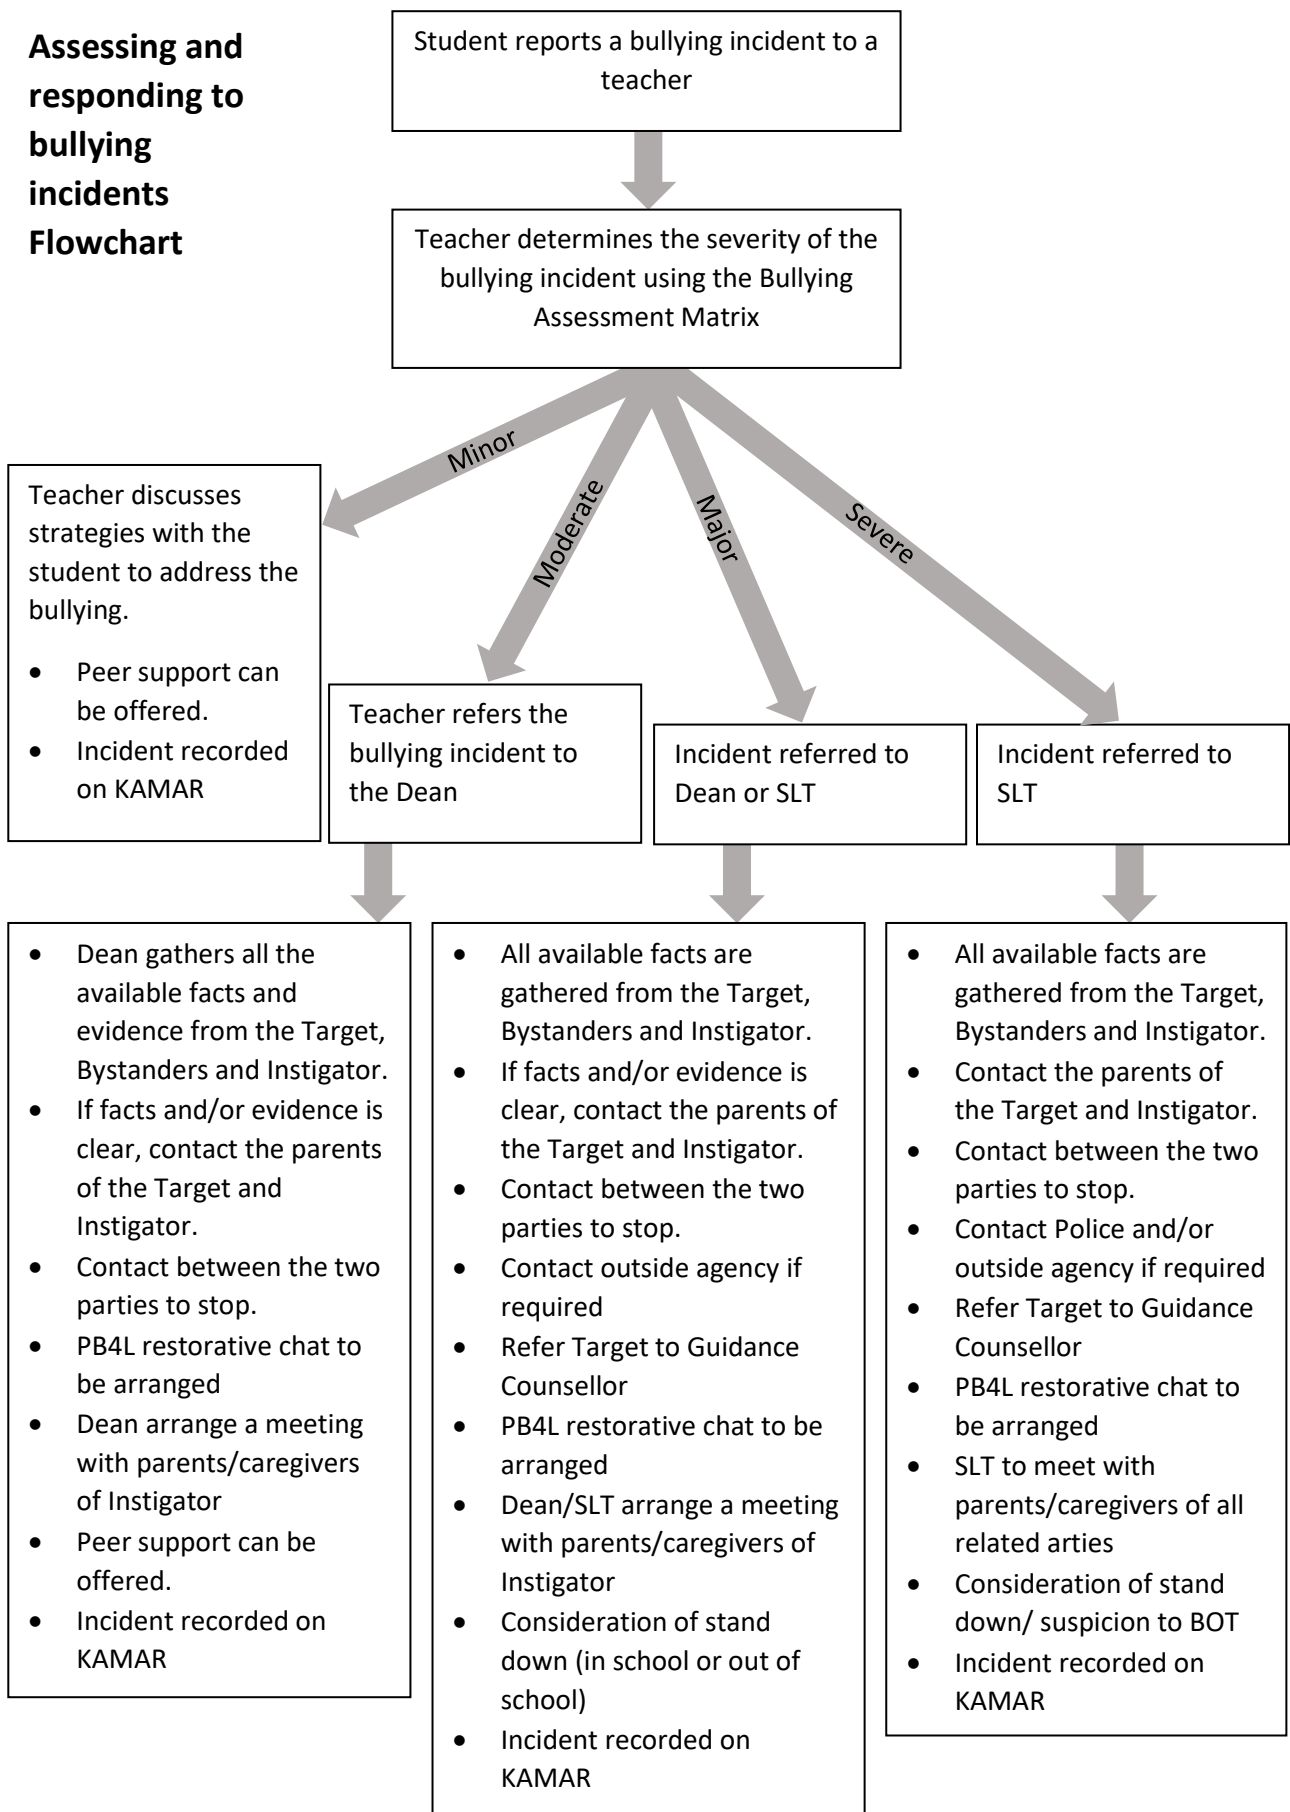 Assessing and
responding to
bullying
incidents
Flowchart
Student reports a bullying incident to a
teacher
Teacher determines the severity of the
bullying incident using the Bullying
Assessment Matrix
Minor
Moderate
Major
Severe
Teacher discusses
strategies with the
student to address the
bullying.
• Peer support can
be offered.
• Incident recorded
on KAMAR
Teacher refers the
bullying incident to
the Dean
Incident referred to
Dean or SLT
Incident referred to
SLT
• Dean gathers all the
available facts and
evidence from the Target,
Bystanders and Instigator.
• If facts and/or evidence is
clear, contact the parents
of the Target and
Instigator.
• Contact between the two
parties to stop.
• PB4L restorative chat to
be arranged
• Dean arrange a meeting
with parents/caregivers
of Instigator
• Peer support can be
offered.
• Incident recorded on
KAMAR
• All available facts are
gathered from the Target,
Bystanders and Instigator.
• If facts and/or evidence is
clear, contact the parents of
the Target and Instigator.
• Contact between the two
parties to stop.
• Contact outside agency if
required
• Refer Target to Guidance
Counsellor
• PB4L restorative chat to be
arranged
• Dean/SLT arrange a meeting
with parents/caregivers of
Instigator
• Consideration of stand
down (in school or out of
school)
• Incident recorded on
KAMAR
• All available facts are
gathered from the Target,
Bystanders and Instigator.
• Contact the parents of
the Target and Instigator.
• Contact between the two
parties to stop.
• Contact Police and/or
outside agency if required
• Refer Target to Guidance
Counsellor
• PB4L restorative chat to
be arranged
• SLT to meet with
parents/caregivers of all
related arties
• Consideration of stand
down/ suspicion to BOT
• Incident recorded on
KAMAR